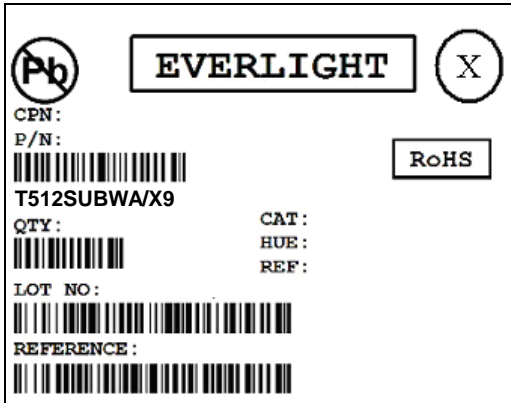 Pb
EVERLIGHT
X
CPN:
P/N:
RoHS
T512SUBWA/X9
QTY:
CAT:
HUE:
REF:
LOT NO:
REFERENCE: